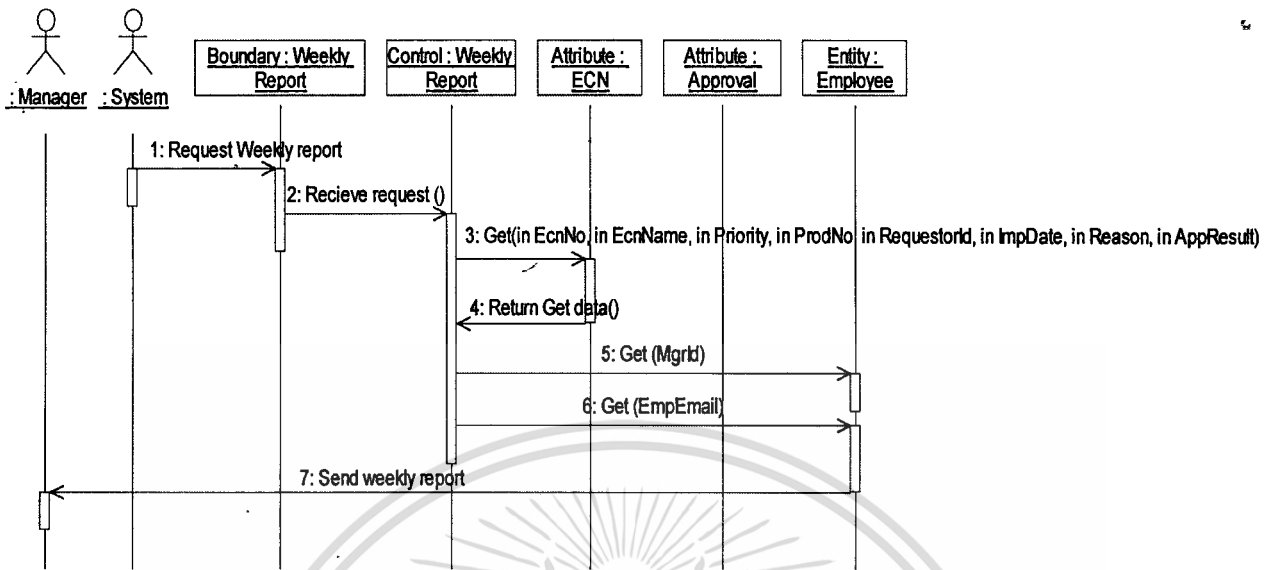 : Manager
: System
Boundary : Weekly
Report
Control : Weekly
Report
Attribute :
ECN
Attribute :
Approval
Entity :
Employee
1: Request Weekly report
2: Recieve request ()
3: Get(in EcnNo, in EcnName, in Priority, in ProdNo, in RequestorId, in ImpDate, in Reason, in AppResult)
4: Return Get data()
5: Get (MgrId)
6: Get (EmpEmail)
7: Send weekly report